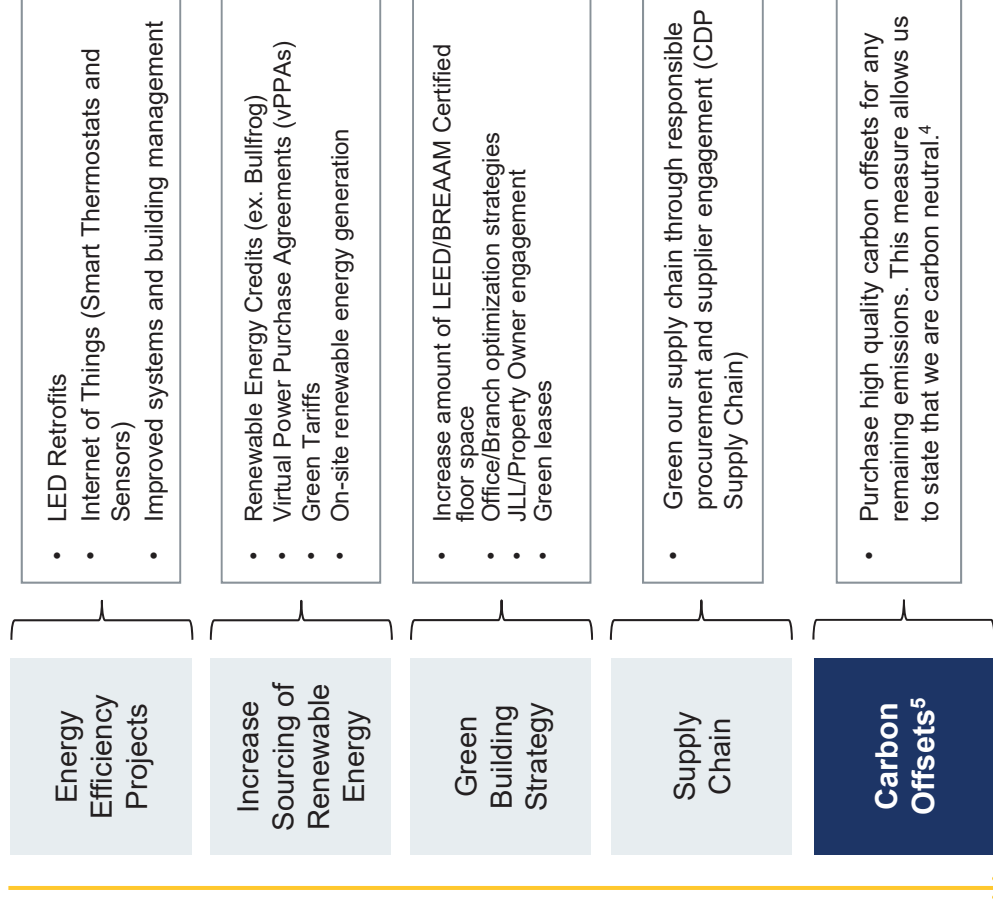 Energy
Efficiency
Projects
• LED Retrofits
• Internet of Things (Smart Thermostats and
Sensors)
• Improved systems and building management
Increase
Sourcing of
Renewable
Energy
• Renewable Energy Credits (ex. Bullfrog)
• Virtual Power Purchase Agreements (vPPAs)
• Green Tariffs
• On-site renewable energy generation
Green
Building
Strategy
• Increase amount of LEED/BREAAM Certified
floor space
• Office/Branch optimization strategies
• JLL/Property Owner engagement
• Green leases
Supply
Chain
• Green our supply chain through responsible
procurement and supplier engagement (CDP
Supply Chain)
Carbon
Offsets⁵
• Purchase high quality carbon offsets for any
remaining emissions. This measure allows us
to state that we are carbon neutral.⁴